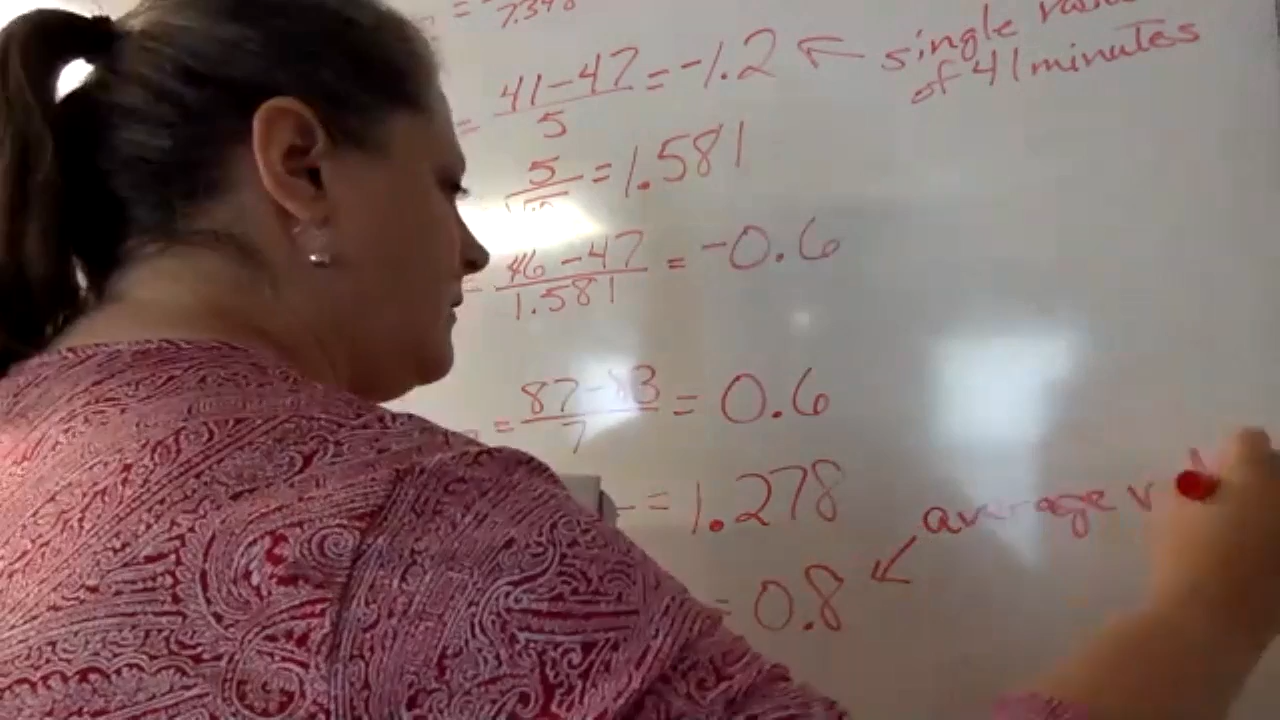 = 7.348
= 41-47 / 5 = -1.2 ← single
of 41 minutes
5 / √10 = 1.581
= 46-47 / 1.581 = -0.6
= 87-83 / 7 = 0.6
= 1.278
average
= 0.8 ↙